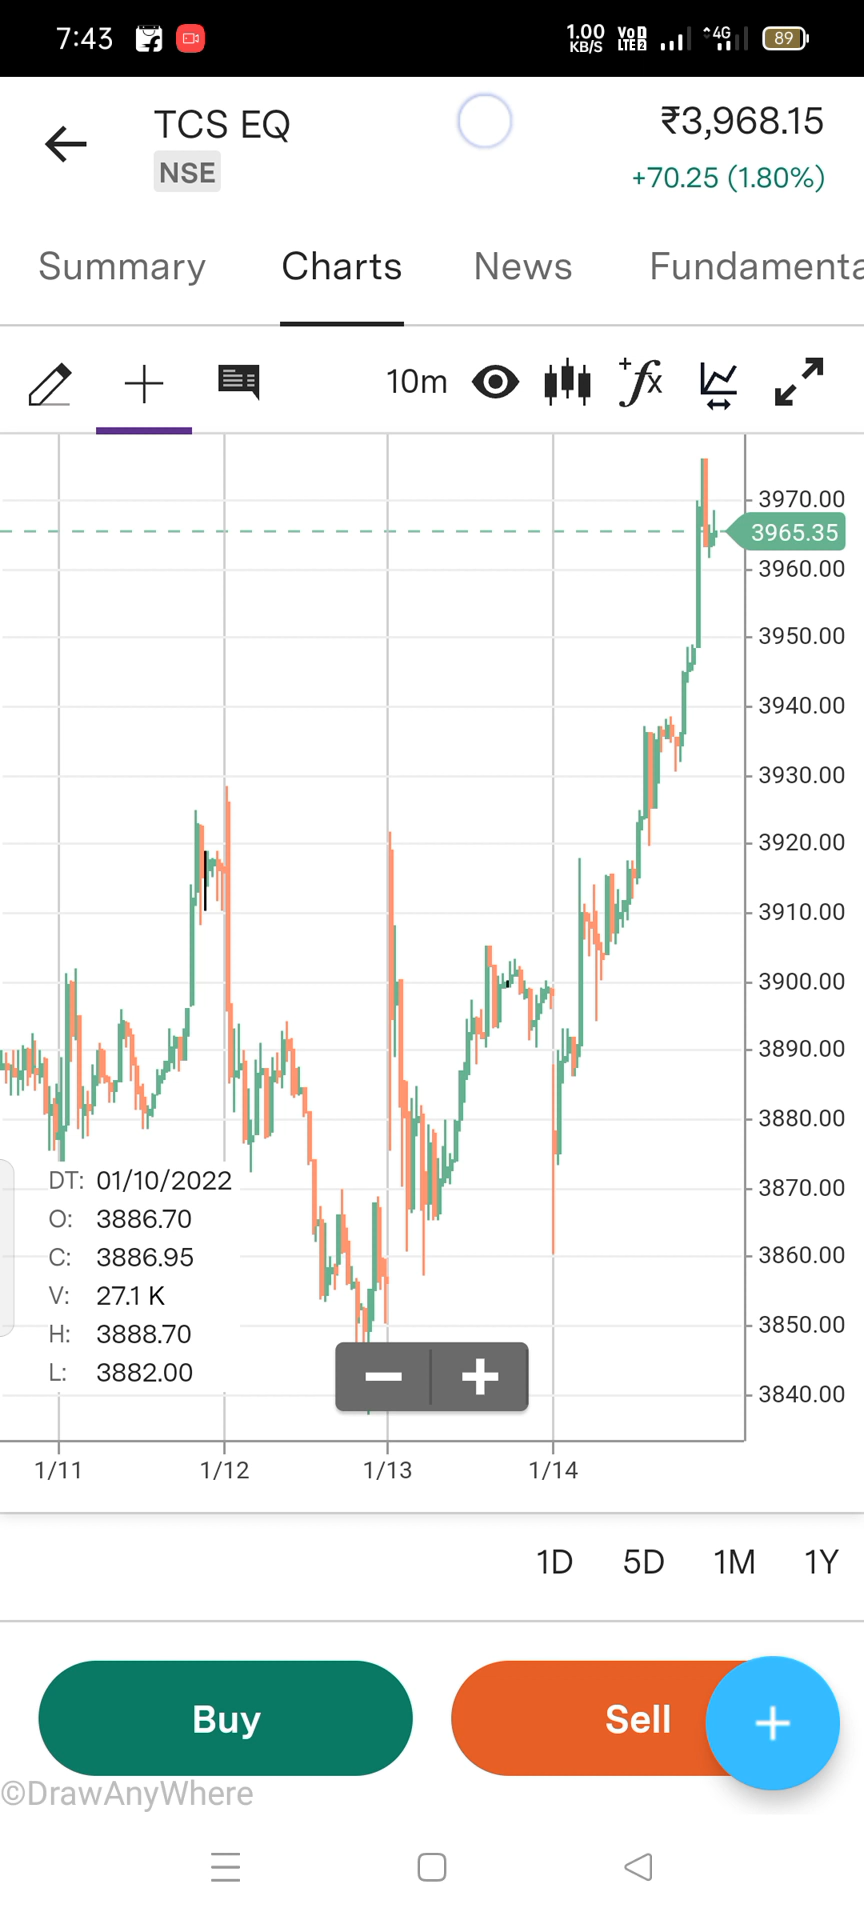 7:43
1.00 KB/S
VoD LTE2
4G
89
TCS EQ
₹3,968.15
NSE
+70.25 (1.80%)
Summary
Charts
News
Fundamenta
10m
+fx
3970.00
3965.35
3960.00
3950.00
3940.00
3930.00
3920.00
3910.00
3900.00
3890.00
3880.00
3870.00
3860.00
3850.00
3840.00
DT: 01/10/2022
O: 3886.70
C: 3886.95
V: 27.1 K
H: 3888.70
L: 3882.00
1/11
1/12
1/13
1/14
1D
5D
1M
1Y
Buy
Sell
©DrawAnyWhere